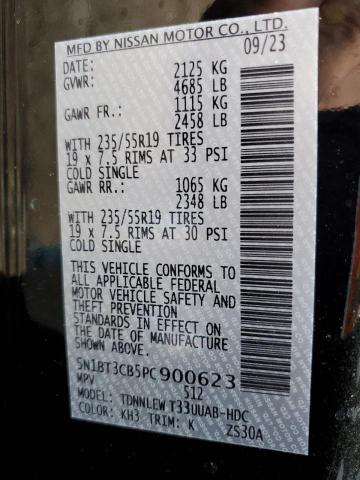 MFD BY NISSAN MOTOR CO., LTD.
DATE: 09/23
GVWR: 2125 KG
4685 LB
GAWR FR.: 1115 KG
2458 LB
WITH 235/55R19 TIRES
19 x 7.5 RIMS AT 33 PSI
COLD SINGLE
GAWR RR.: 1065 KG
2348 LB
WITH 235/55R19 TIRES
19 x 7.5 RIMS AT 30 PSI
COLD SINGLE
THIS VEHICLE CONFORMS TO
ALL APPLICABLE FEDERAL
MOTOR VEHICLE SAFETY AND
THEFT PREVENTION
STANDARDS IN EFFECT ON
THE DATE OF MANUFACTURE
5N1BT3CB5PC900623
MPV 512
MODEL: TDNNLEW T33UUAB-HDC
COLOR: KH3 TRIM: K ZS30A